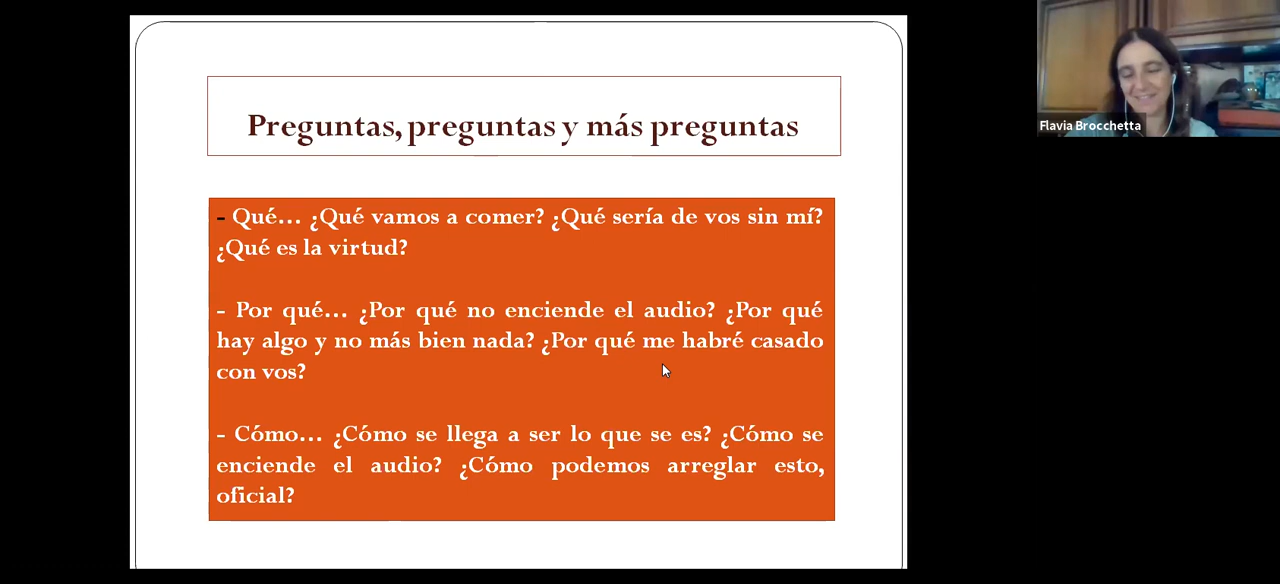 Preguntas, preguntas y más preguntas
- Qué... ¿Qué vamos a comer? ¿Qué sería de vos sin mí?
¿Qué es la virtud?
- Por qué... ¿Por qué no enciende el audio? ¿Por qué
hay algo y no más bien nada? ¿Por qué me habré casado
con vos?
- Cómo... ¿Cómo se llega a ser lo que se es? ¿Cómo se
enciende el audio? ¿Cómo podemos arreglar esto,
oficial?
Flavia Brocchetta